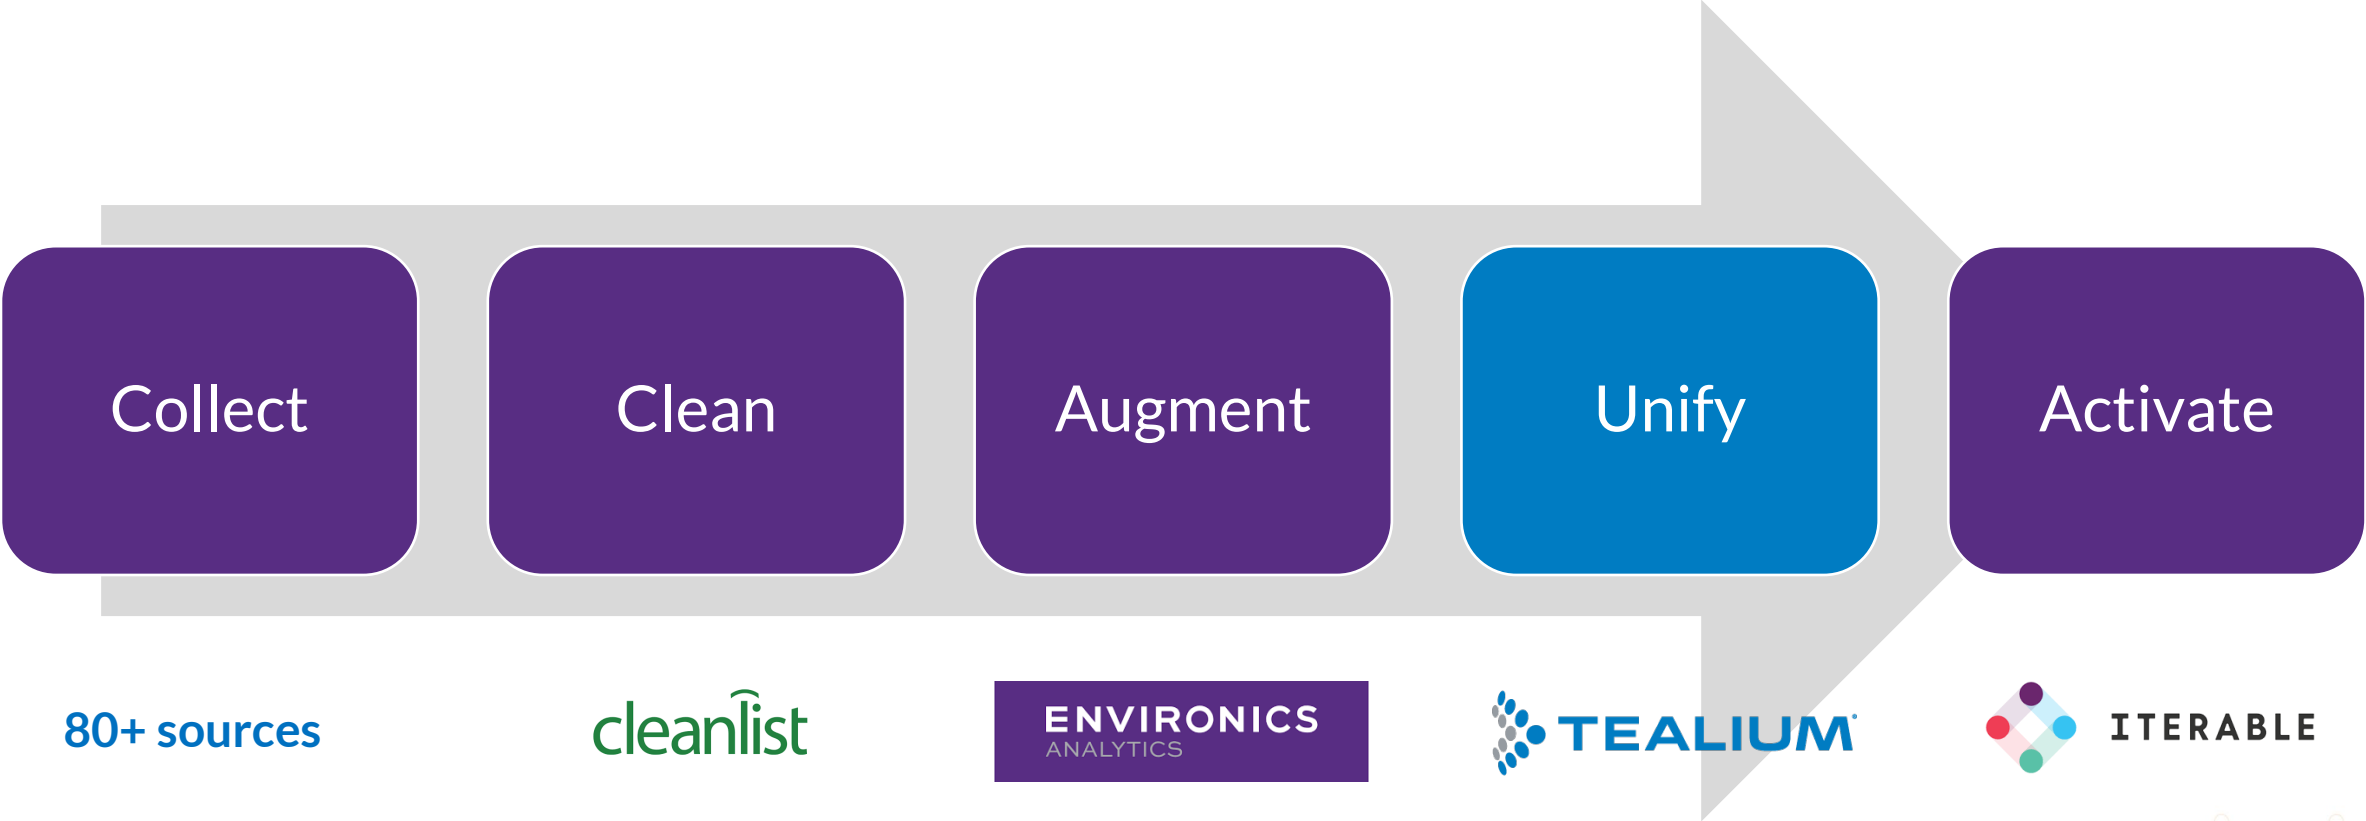 Collect
Clean
Augment
Unify
Activate
80+ sources
cleanlist
ENVIRONICS
ANALYTICS
TEALIUM
ITERABLE